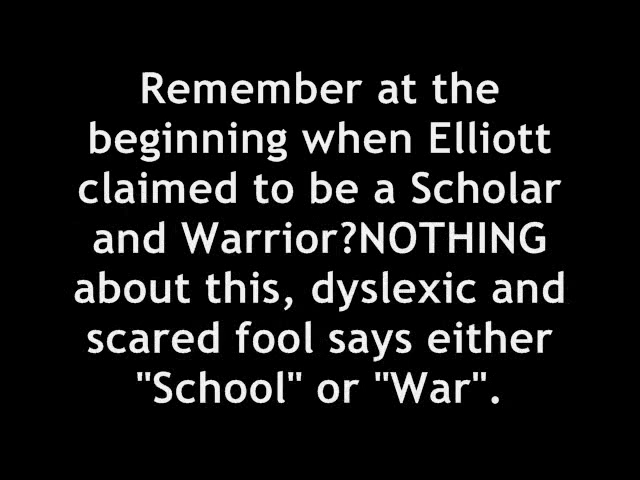 Remember at the
beginning when Elliott
claimed to be a Scholar
and Warrior?NOTHING
about this, dyslexic and
scared fool says either
"School" or "War".